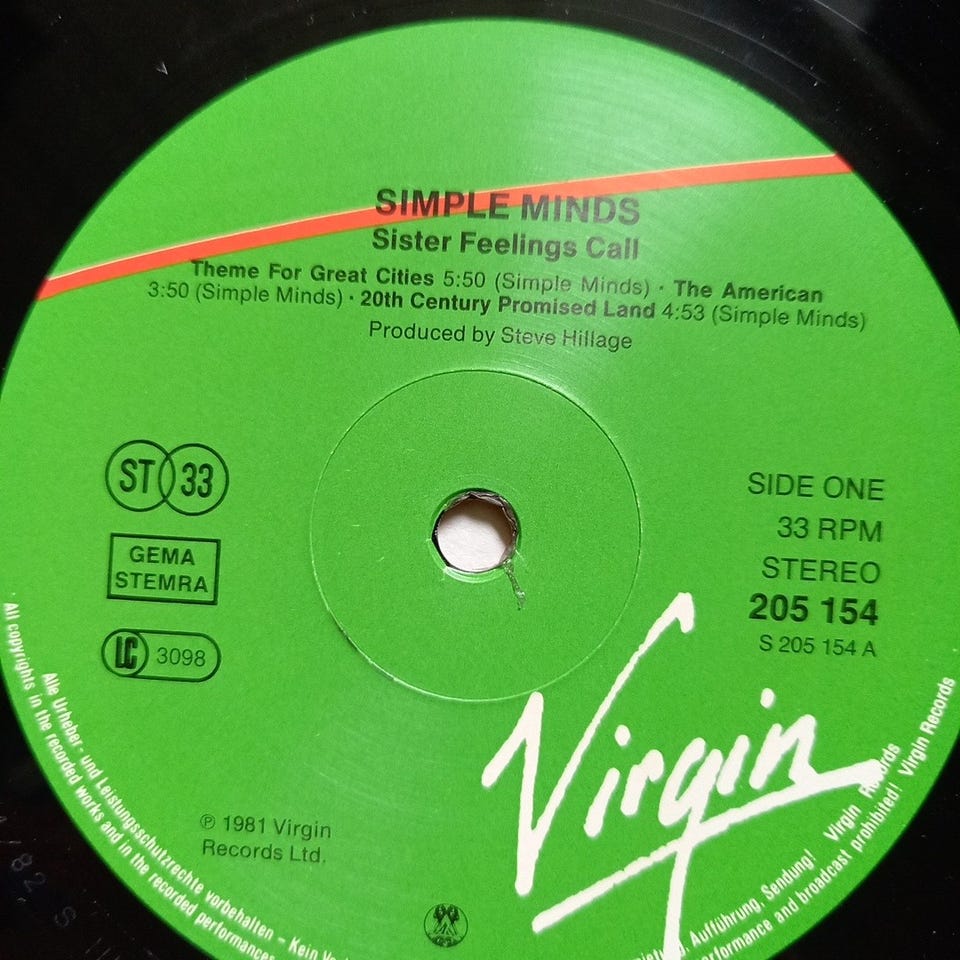 SIMPLE MINDS
Sister Feelings Call
Theme For Great Cities 5:50 (Simple Minds) · The American
3:50 (Simple Minds) · 20th Century Promised Land 4:53 (Simple Minds)
Produced by Steve Hillage
ST 33
GEMA
STEMRA
LC 3098
SIDE ONE
33 RPM
STEREO
205 154
S 205 154 A
Virgin
℗ 1981 Virgin
Records Ltd.
Alle Urheber- und Leistungsschutzrechte vorbehalten – Kein
Aufführung, Sendung! Virgin Records
· All copyrights in the recorded works and in the recorded performances
performance and broadcast prohibited! Virgin Records